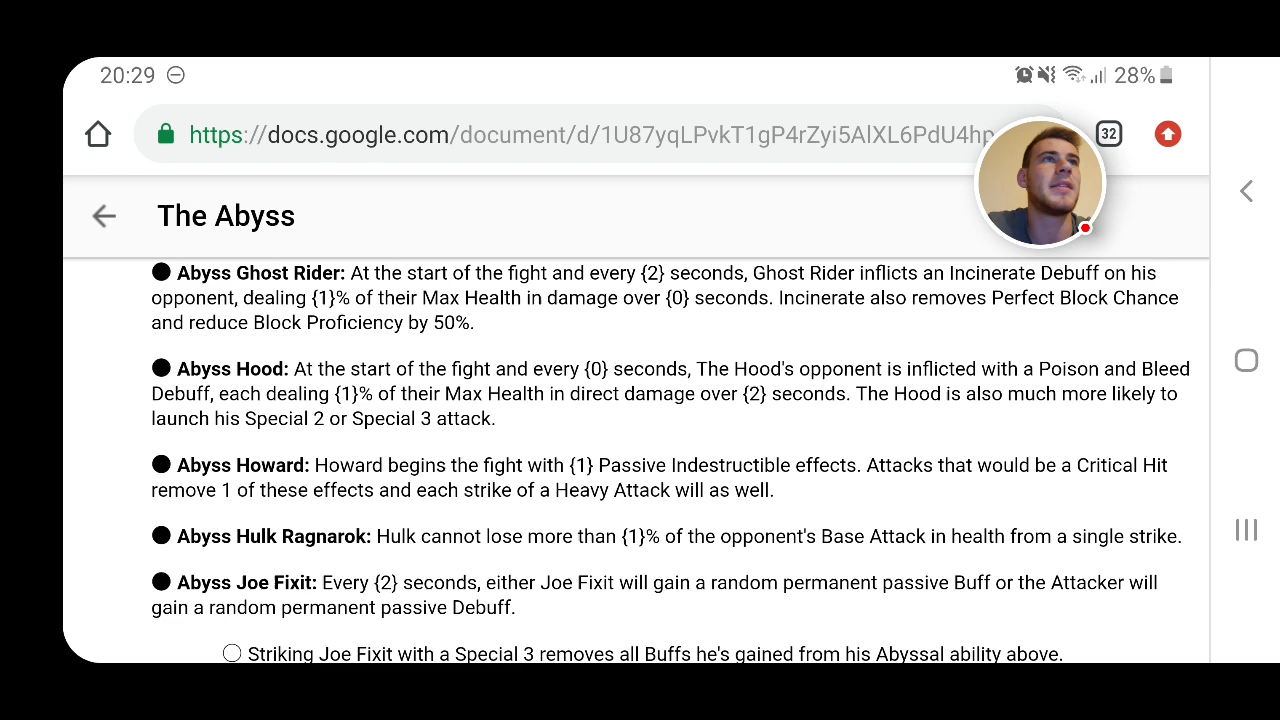 20:29 28%
https://docs.google.com/document/d/1U87yqLPvkT1gP4rZyi5AlXL6PdU4hp 32
The Abyss
● Abyss Ghost Rider: At the start of the fight and every {2} seconds, Ghost Rider inflicts an Incinerate Debuff on his
opponent, dealing {1}% of their Max Health in damage over {0} seconds. Incinerate also removes Perfect Block Chance
and reduce Block Proficiency by 50%.
● Abyss Hood: At the start of the fight and every {0} seconds, The Hood's opponent is inflicted with a Poison and Bleed
Debuff, each dealing {1}% of their Max Health in direct damage over {2} seconds. The Hood is also much more likely to
launch his Special 2 or Special 3 attack.
● Abyss Howard: Howard begins the fight with {1} Passive Indestructible effects. Attacks that would be a Critical Hit
remove 1 of these effects and each strike of a Heavy Attack will as well.
● Abyss Hulk Ragnarok: Hulk cannot lose more than {1}% of the opponent's Base Attack in health from a single strike.
● Abyss Joe Fixit: Every {2} seconds, either Joe Fixit will gain a random permanent passive Buff or the Attacker will
gain a random permanent passive Debuff.
○ Striking Joe Fixit with a Special 3 removes all Buffs he's gained from his Abyssal ability above.